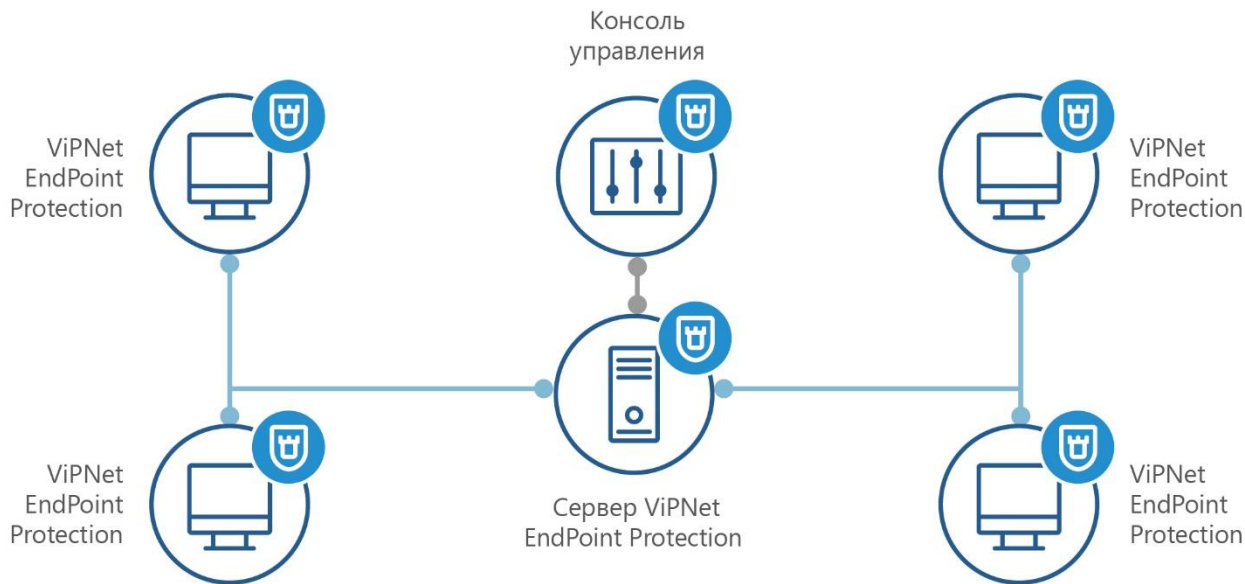 Консоль
управления
ViPNet
EndPoint
Protection
ViPNet
EndPoint
Protection
ViPNet
EndPoint
Protection
Сервер ViPNet
EndPoint Protection
ViPNet
EndPoint
Protection